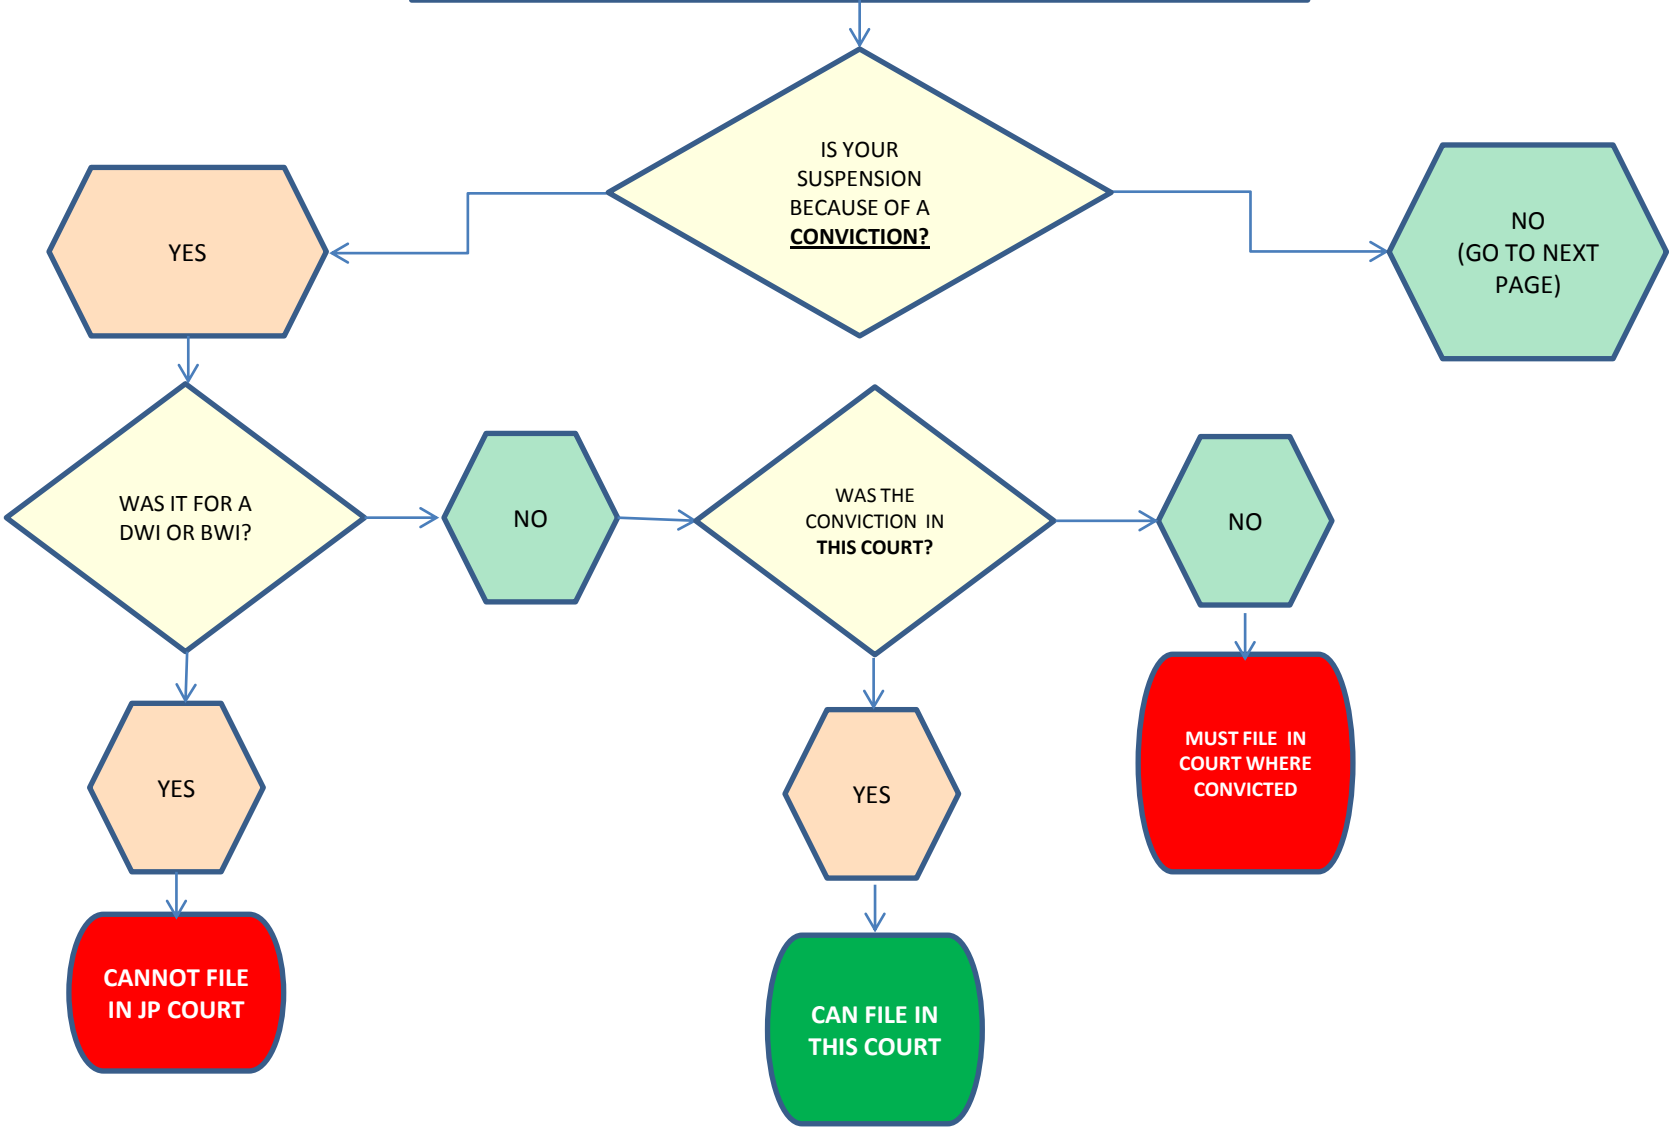 IS YOUR
SUSPENSION
BECAUSE OF A
CONVICTION?
YES
NO
(GO TO NEXT
PAGE)
WAS IT FOR A
DWI OR BWI?
NO
WAS THE
CONVICTION IN
THIS COURT?
NO
YES
YES
MUST FILE IN
COURT WHERE
CONVICTED
CANNOT FILE
IN JP COURT
CAN FILE IN
THIS COURT